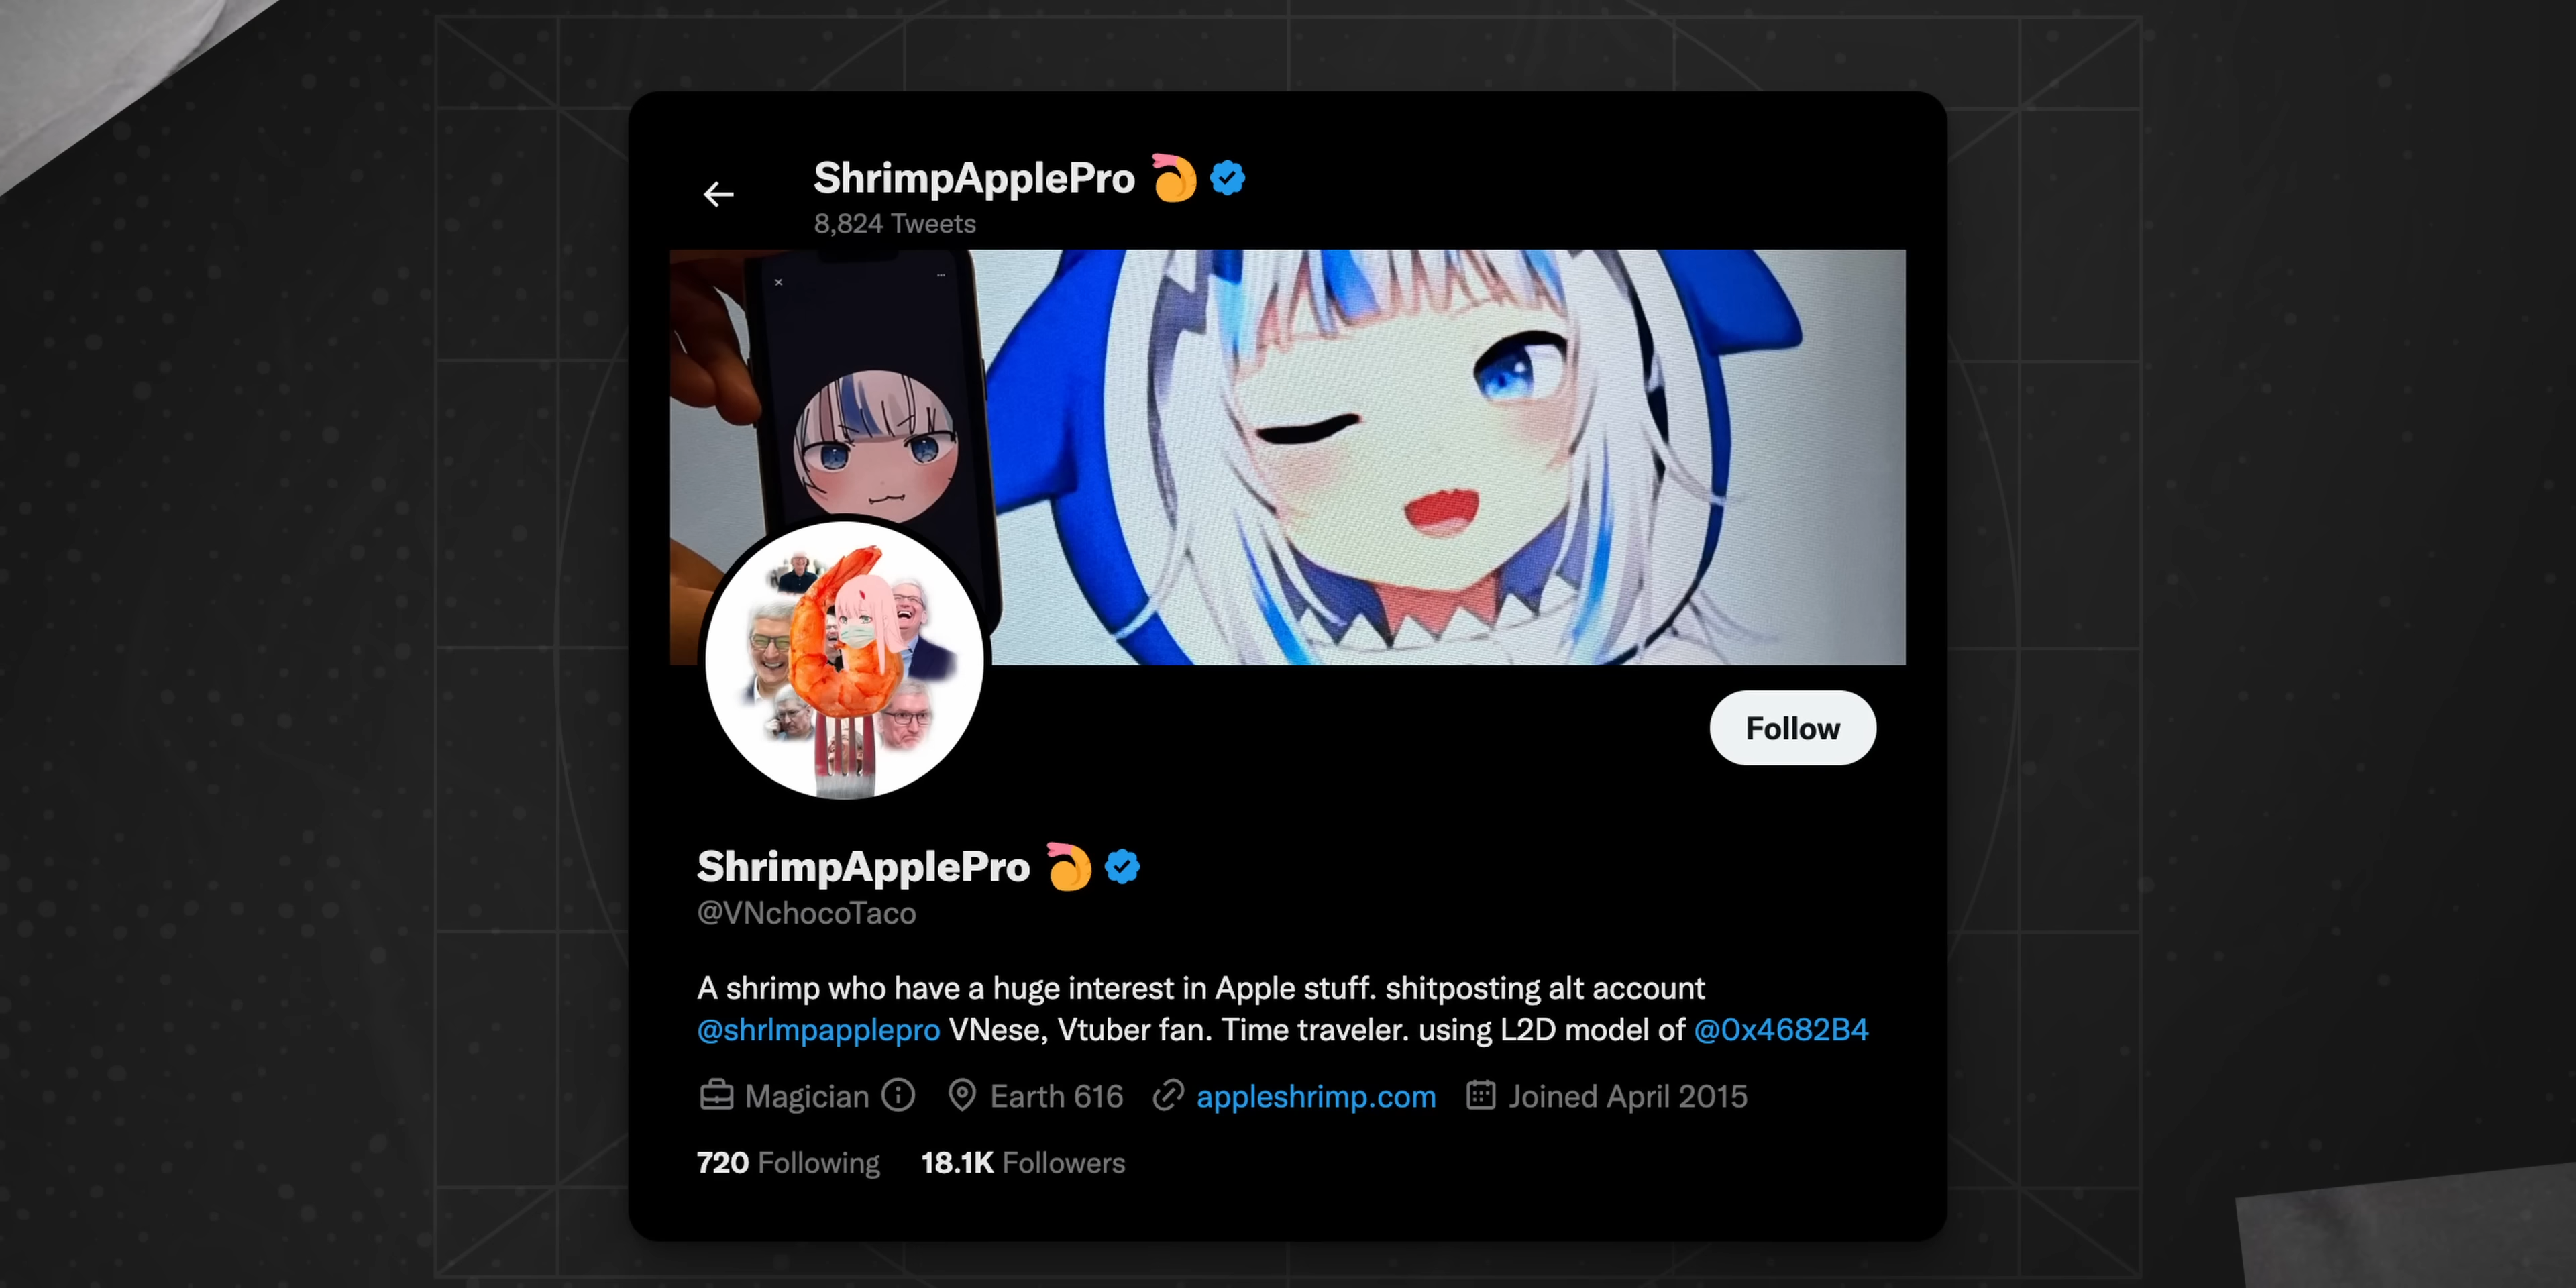 ShrimpApplePro 🍤
8,824 Tweets
Follow
ShrimpApplePro 🍤
@VNchocoTaco
A shrimp who have a huge interest in Apple stuff. shitposting alt account
@shrlmpapplepro VNese, Vtuber fan. Time traveler. using L2D model of @0x4682B4
Magician Earth 616 appleshrimp.com Joined April 2015
720 Following 18.1K Followers